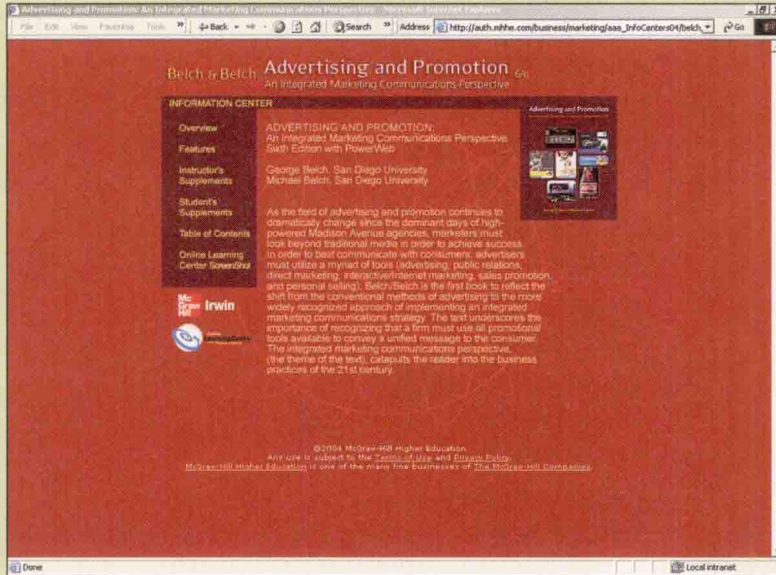 Advertising and Promotion: An Integrated Marketing Communications Perspective - Microsoft Internet Explorer
File Edit View Favorites Tools » Back Search » Address http://auth.mhhe.com/business/marketing/aaa_InfoCenters04/belch_ Go
Belch & Belch Advertising and Promotion 6/e
An Integrated Marketing Communications Perspective
INFORMATION CENTER
Overview
Features
Instructor's
Supplements
Student's
Supplements
Table of Contents
Online Learning
Center ScreenShot
Mc
Graw
Hill Irwin
LearningCenter
ADVERTISING AND PROMOTION:
An Integrated Marketing Communications Perspective
Sixth Edition with PowerWeb
George Belch, San Diego University
Michael Belch, San Diego University
As the field of advertising and promotion continues to
dramatically change since the dominant days of high-
powered Madison Avenue agencies, marketers must
look beyond traditional media in order to achieve success.
In order to best communicate with consumers, advertisers
must utilize a myriad of tools (advertising, public relations,
direct marketing, interactive/Internet marketing, sales promotion,
and personal selling); Belch/Belch is the first book to reflect the
shift from the conventional methods of advertising to the more
widely recognized approach of implementing an integrated
marketing communications strategy. The text underscores the
importance of recognizing that a firm must use all promotional
tools available to convey a unified message to the consumer.
The integrated marketing communications perspective,
(the theme of the text), catapults the reader into the business
practices of the 21st century.
Advertising and Promotion
©2004 McGraw-Hill Higher Education
Any use is subject to the Terms of Use and Privacy Policy.
McGraw-Hill Higher Education is one of the many fine businesses of The McGraw-Hill Companies.
Done Local intranet